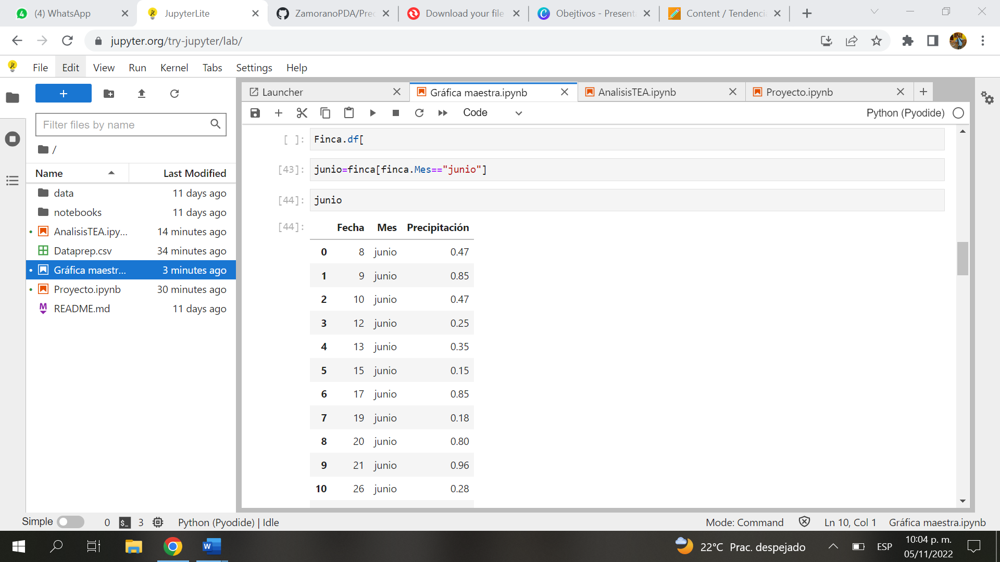 (4) WhatsApp
JupyterLite
ZamoranoPDA/Prec
Download your file
Obejtivos - Presenta
Content / Tendencia
jupyter.org/try-jupyter/lab/
File Edit View Run Kernel Tabs Settings Help
Launcher
Gráfica maestra.ipynb
AnalisisTEA.ipynb
Proyecto.ipynb
Code
Python (Pyodide)
Filter files by name
/
Name Last Modified
data 11 days ago
notebooks 11 days ago
AnalisisTEA.ipy... 14 minutes ago
Dataprep.csv 34 minutes ago
Gráfica maestr... 3 minutes ago
Proyecto.ipynb 30 minutes ago
README.md 11 days ago
[ ]: Finca.df[
[43]: junio=finca[finca.Mes=="junio"]
[44]: junio
[44]: Fecha Mes Precipitación
0 8 junio 0.47
1 9 junio 0.85
2 10 junio 0.47
3 12 junio 0.25
4 13 junio 0.35
5 15 junio 0.15
6 17 junio 0.85
7 19 junio 0.18
8 20 junio 0.80
9 21 junio 0.96
10 26 junio 0.28
Simple 0 3 Python (Pyodide) | Idle Mode: Command Ln 10, Col 1 Gráfica maestra.ipynb
22°C Prac. despejado ESP
10:04 p. m.
05/11/2022